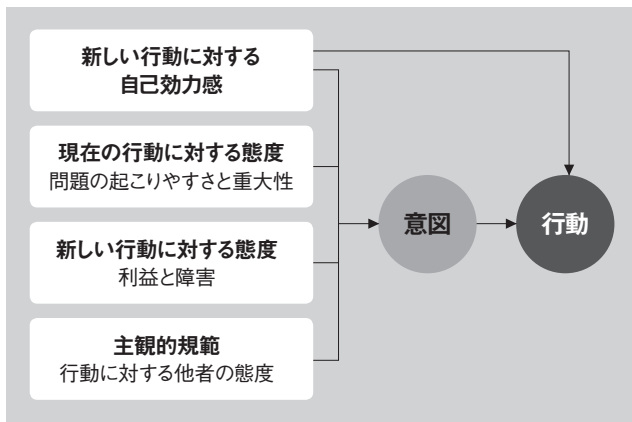 新しい行動に対する
自己効力感
現在の行動に対する態度
問題の起こりやすさと重大性
新しい行動に対する態度
利益と障害
主観的規範
行動に対する他者の態度
意図
行動